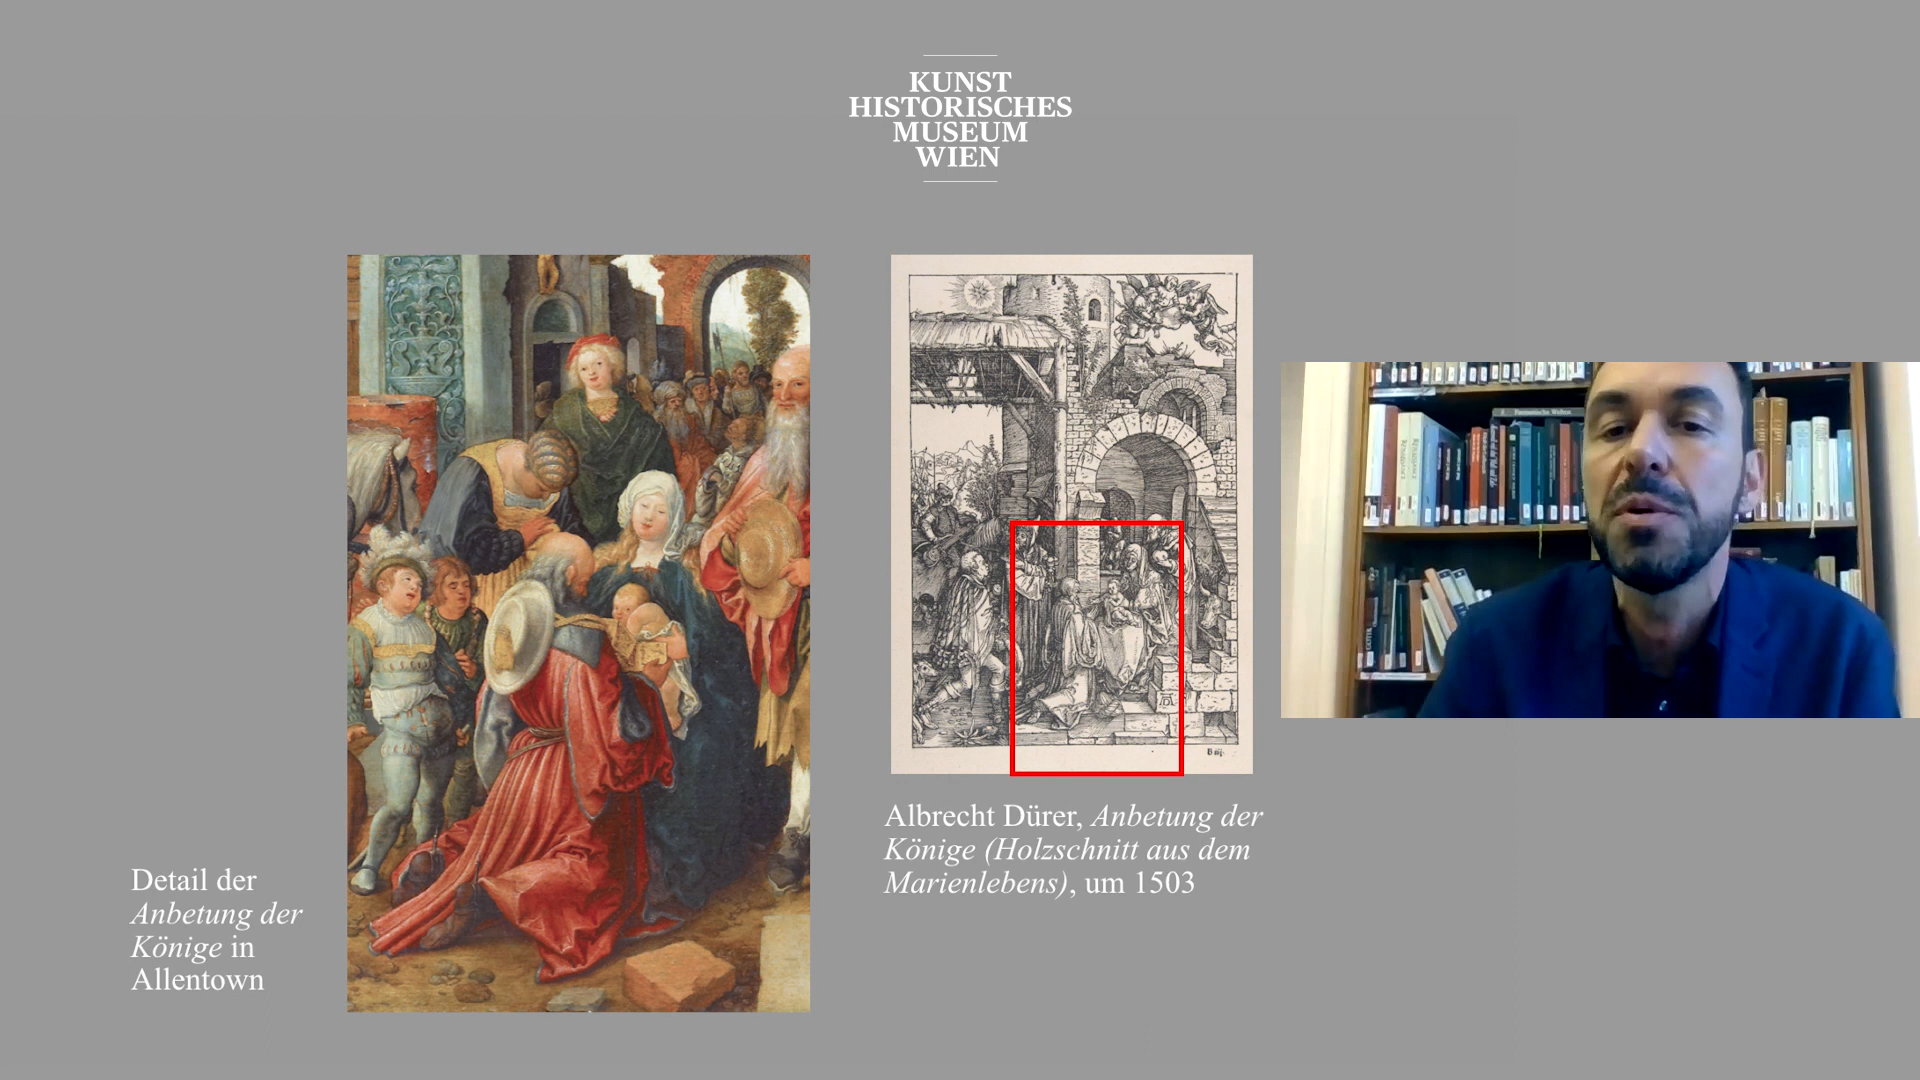 KUNST
HISTORISCHES
MUSEUM
WIEN
Detail der
Anbetung der
Könige in
Allentown
Albrecht Dürer, Anbetung der
Könige (Holzschnitt aus dem
Marienlebens), um 1503